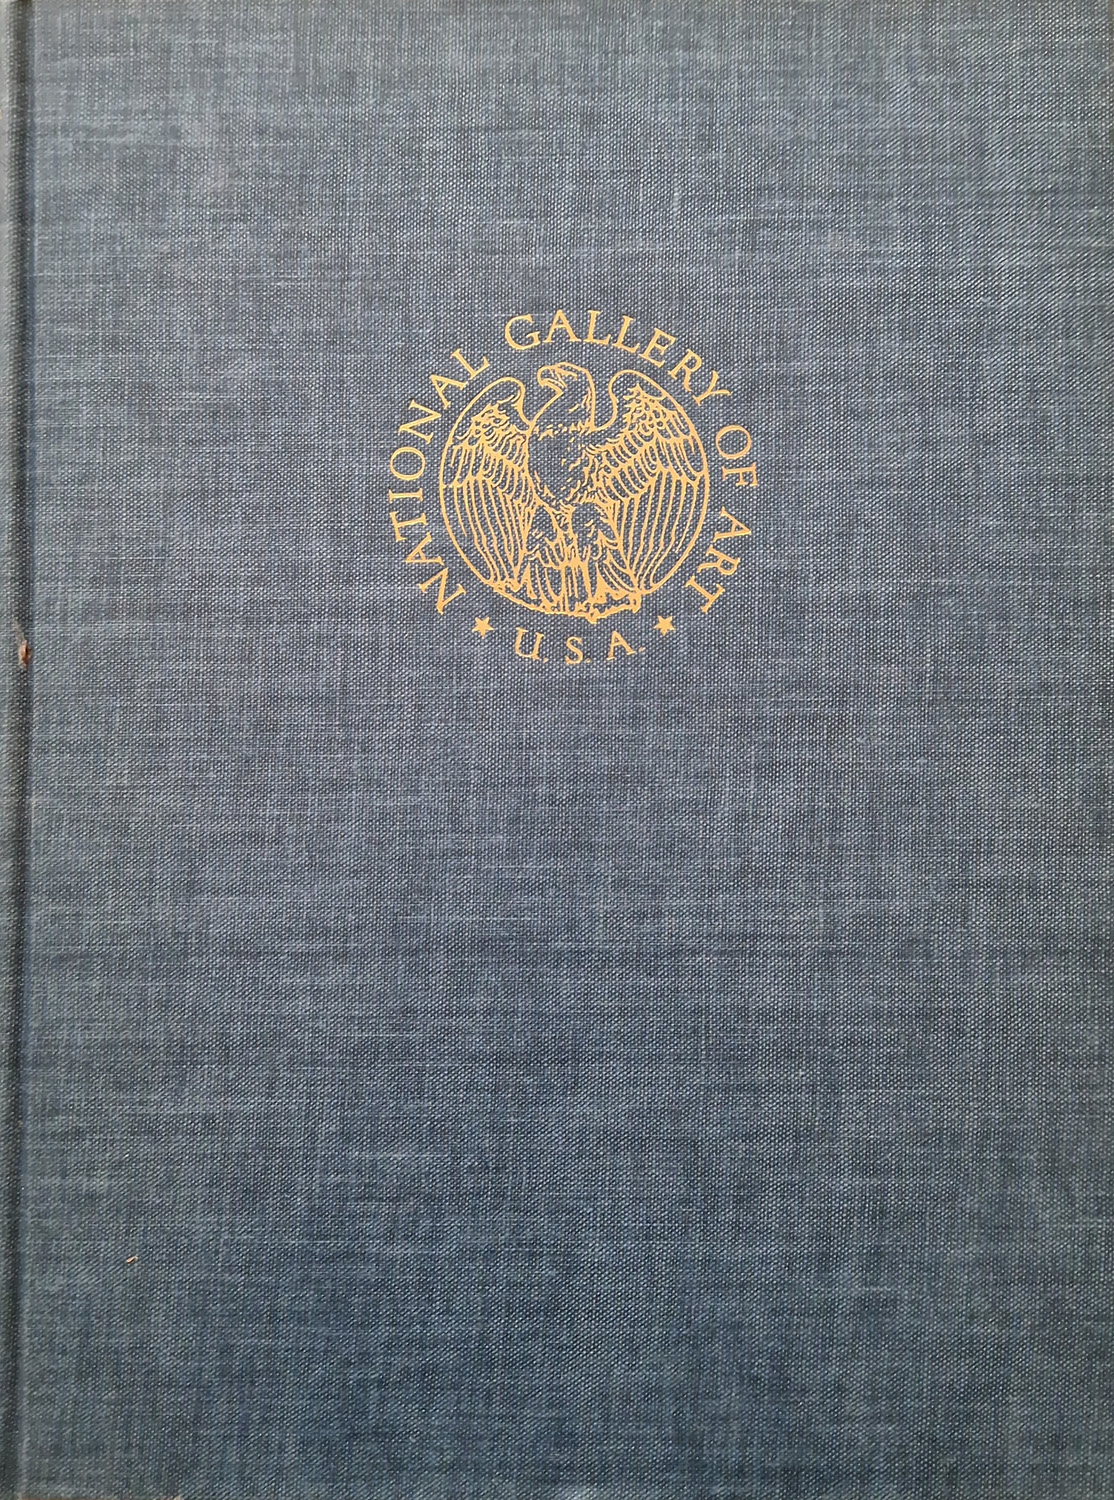 NATIONAL GALLERY OF ART
★ U.S.A. ★